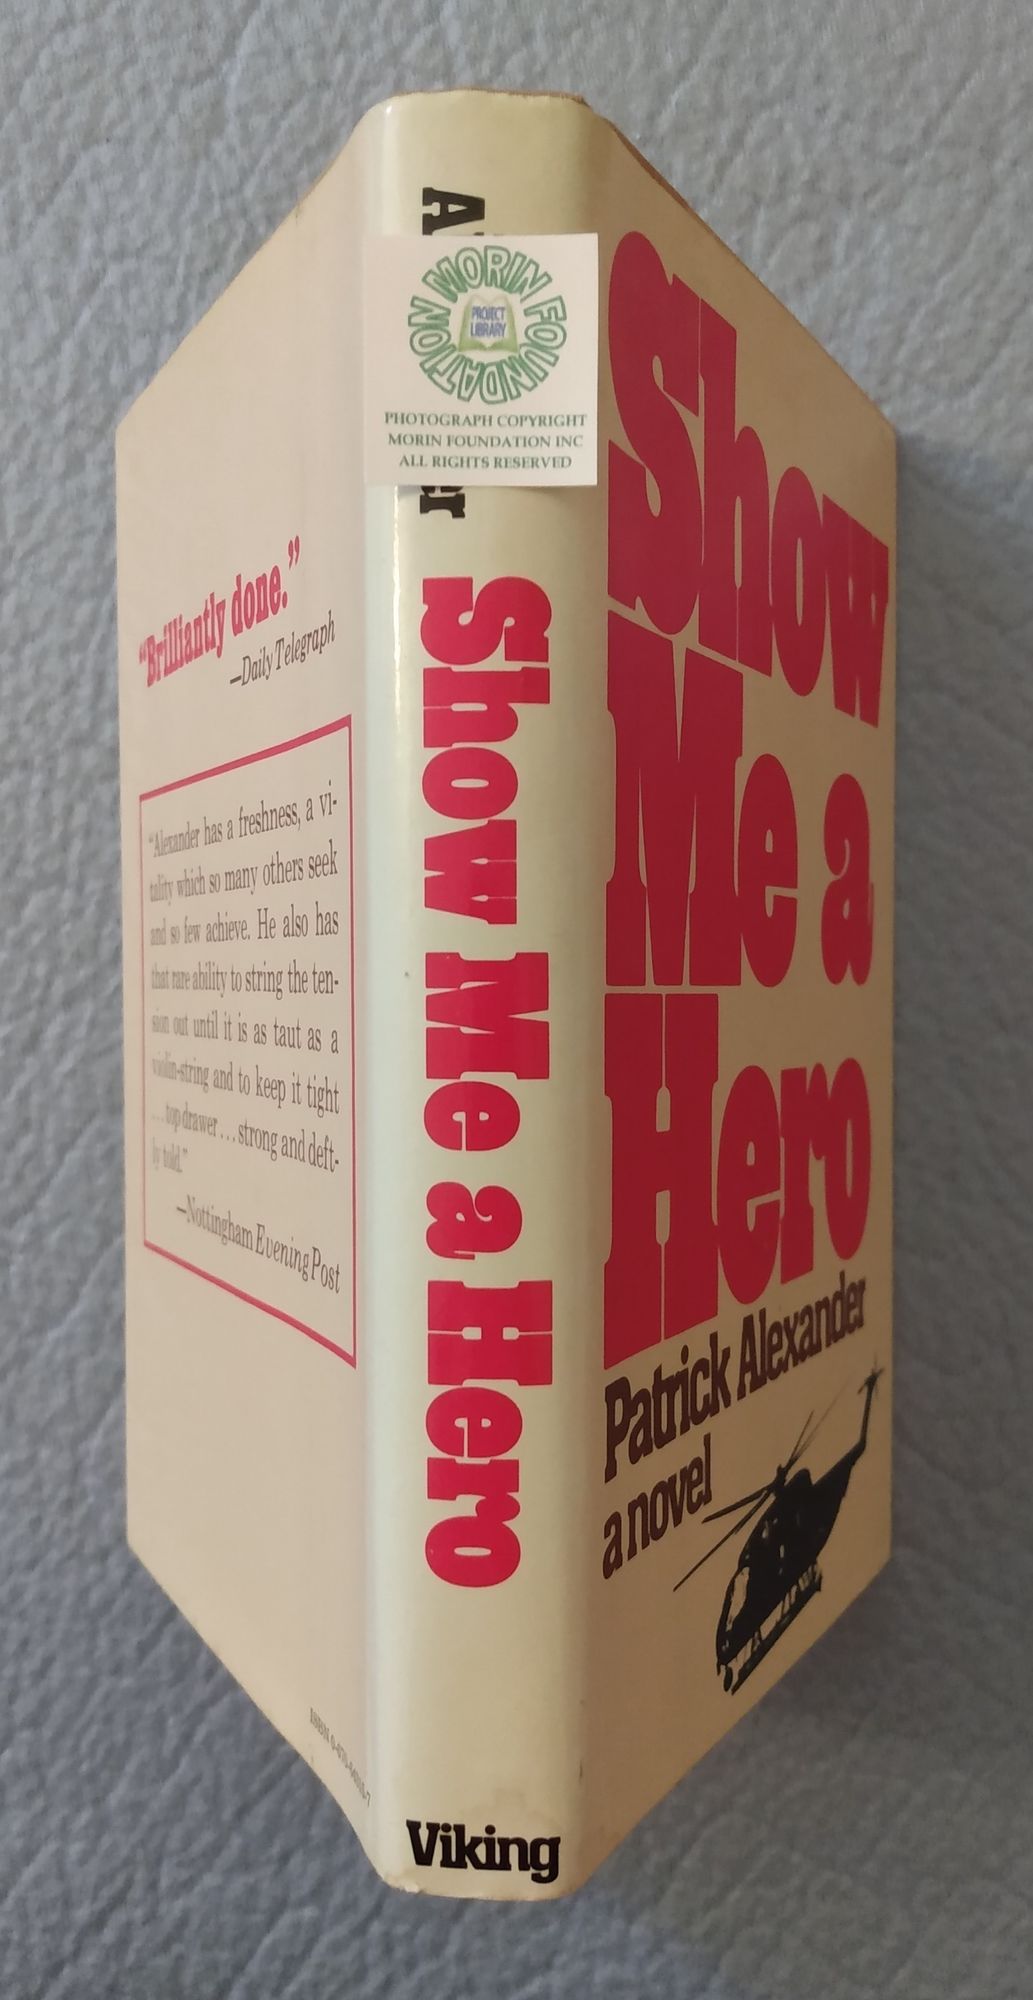 "Brilliantly done."
—Daily Telegraph
"Alexander has a freshness, a vi-
tality which so many others seek
and so few achieve. He also has
that rare ability to string the ten-
sion out until it is as taut as a
violin-string and to keep it tight
...top drawer...strong and deft-
ly told."
—Nottingham Evening Post
A
er
MORIN FOUNDATION
PROJECT
LIBRARY
PHOTOGRAPH COPYRIGHT
MORIN FOUNDATION INC
ALL RIGHTS RESERVED
Show Me a Hero
Viking
Show
Me a
Hero
Patrick Alexander
a novel